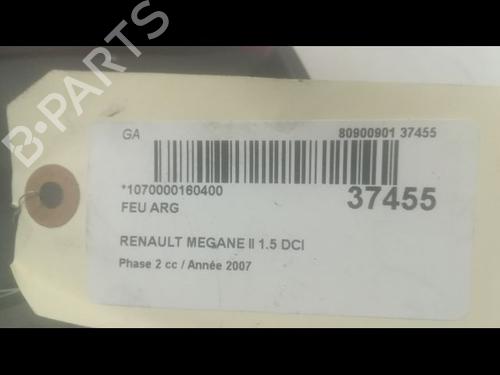 B-PARTS
GA 80900901 37455
*1070000160400 37455
FEU ARG
RENAULT MEGANE II 1.5 DCI
Phase 2 cc / Année 2007